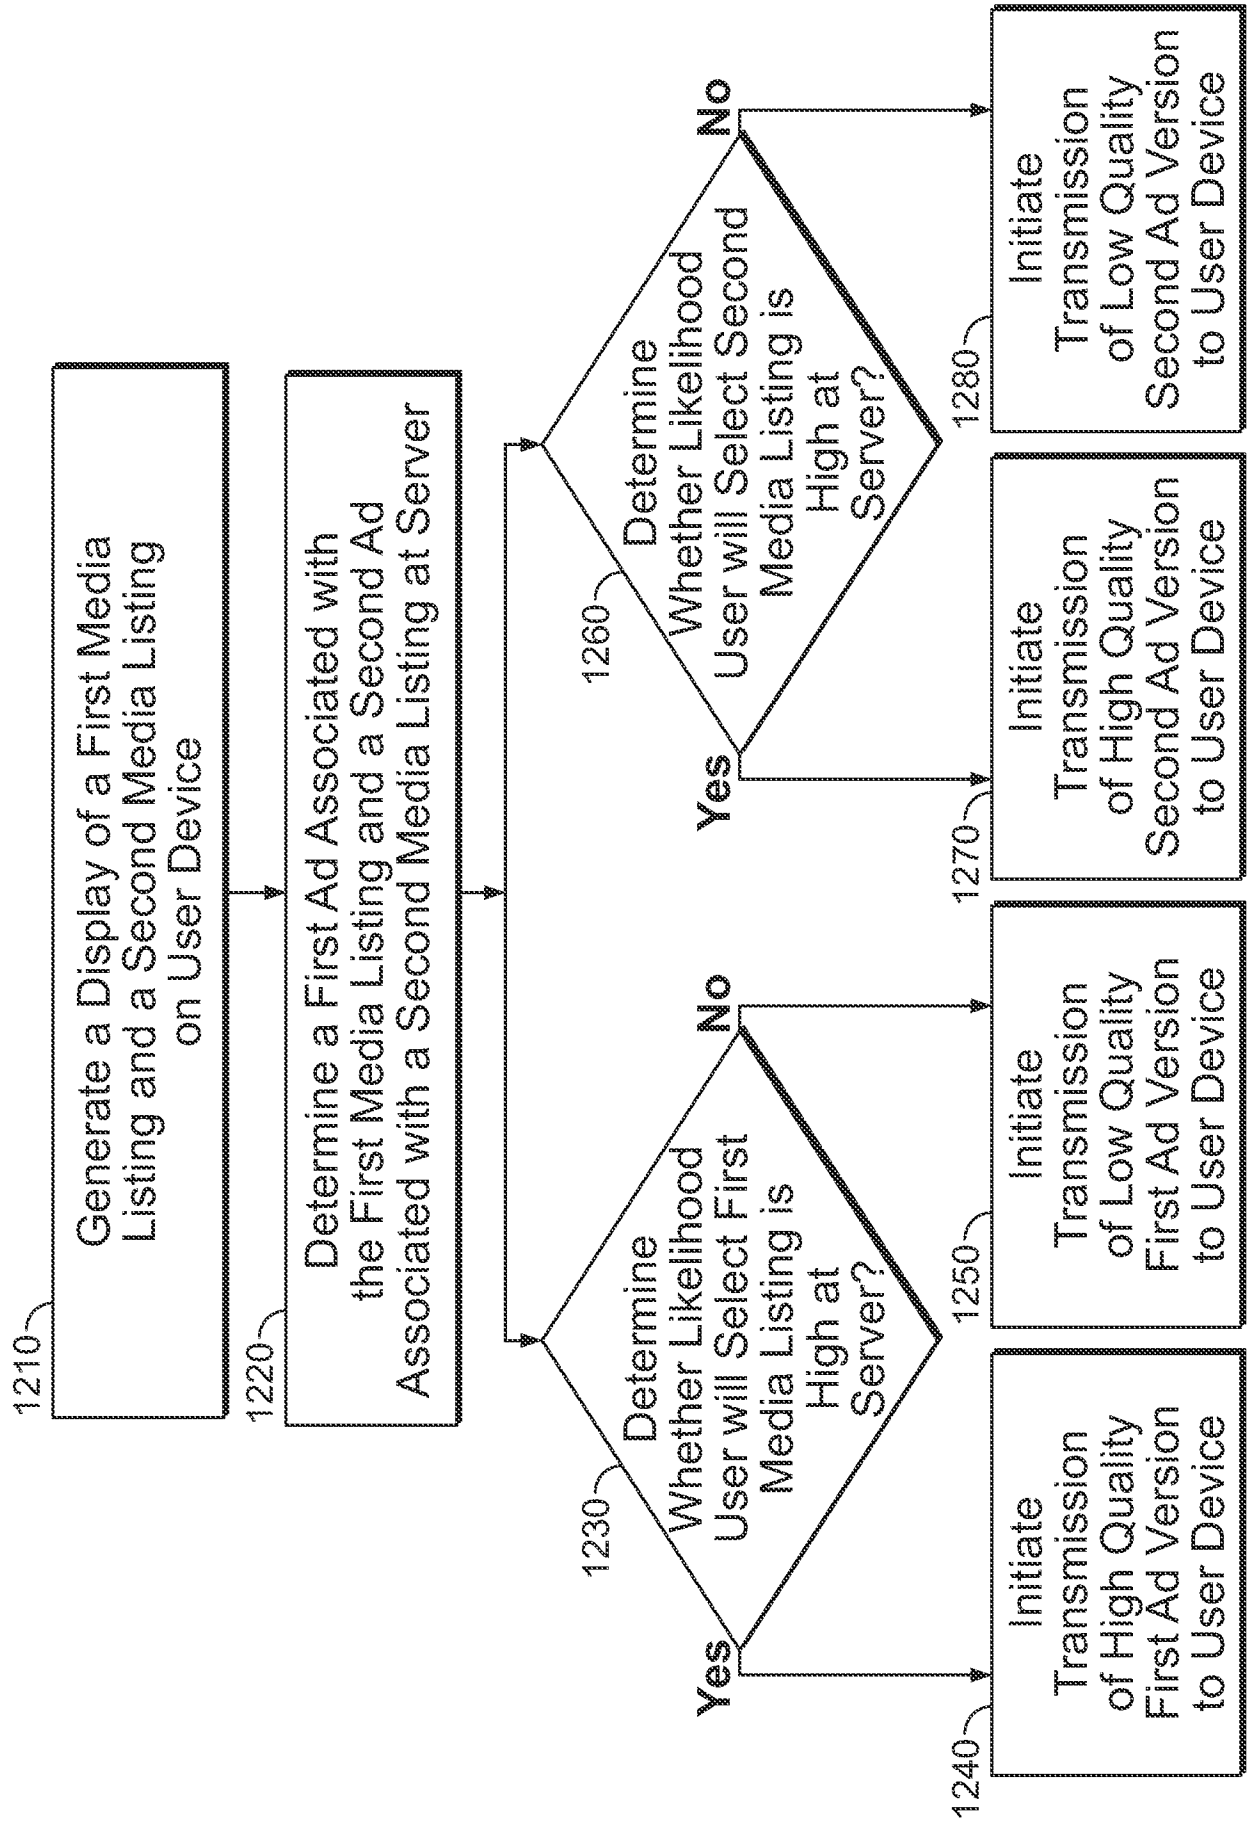 1210
Generate a Display of a First Media
Listing and a Second Media Listing
on User Device
1220
Determine a First Ad Associated with
the First Media Listing and a Second Ad
Associated with a Second Media Listing at Server
1230
Determine
Whether Likelihood
User will Select First
Media Listing is
High at
Server?
Yes
No
1260
Determine
Whether Likelihood
User will Select Second
Media Listing is
High at
Server?
Yes
No
1240
Initiate
Transmission
of High Quality
First Ad Version
to User Device
1250
Initiate
Transmission
of Low Quality
First Ad Version
to User Device
1270
Initiate
Transmission
of High Quality
Second Ad Version
to User Device
1280
Initiate
Transmission
of Low Quality
Second Ad Version
to User Device